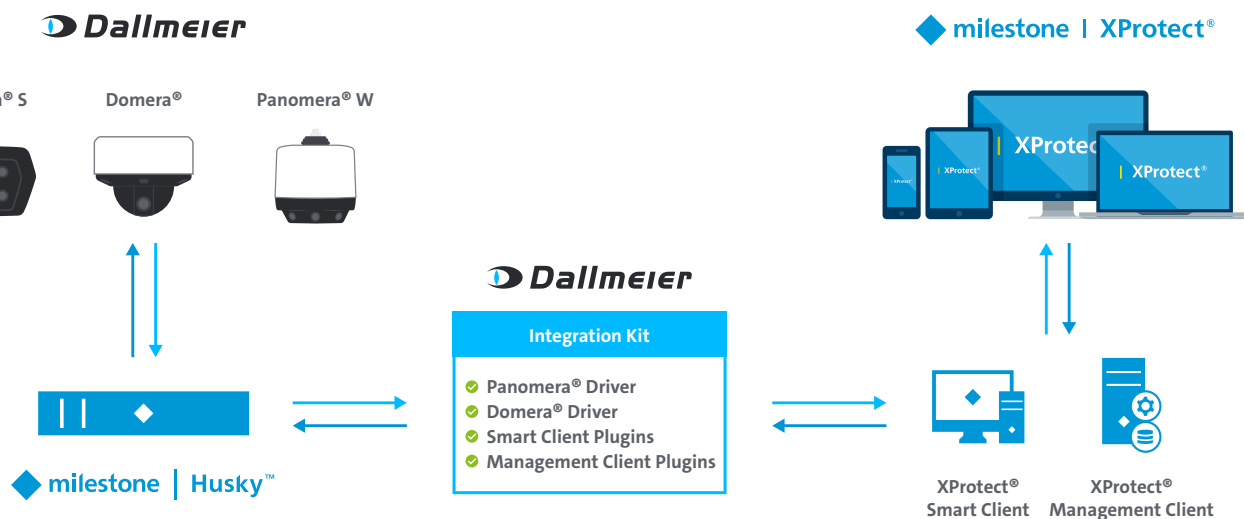 Dallmeier
milestone | XProtect®
® S
Domera®
Panomera® W
XProtec
XProtect®
XProtect®
XProtect®
Dallmeier
Integration Kit
Panomera® Driver
Domera® Driver
Smart Client Plugins
Management Client Plugins
milestone | Husky™
XProtect®
Smart Client
XProtect®
Management Client